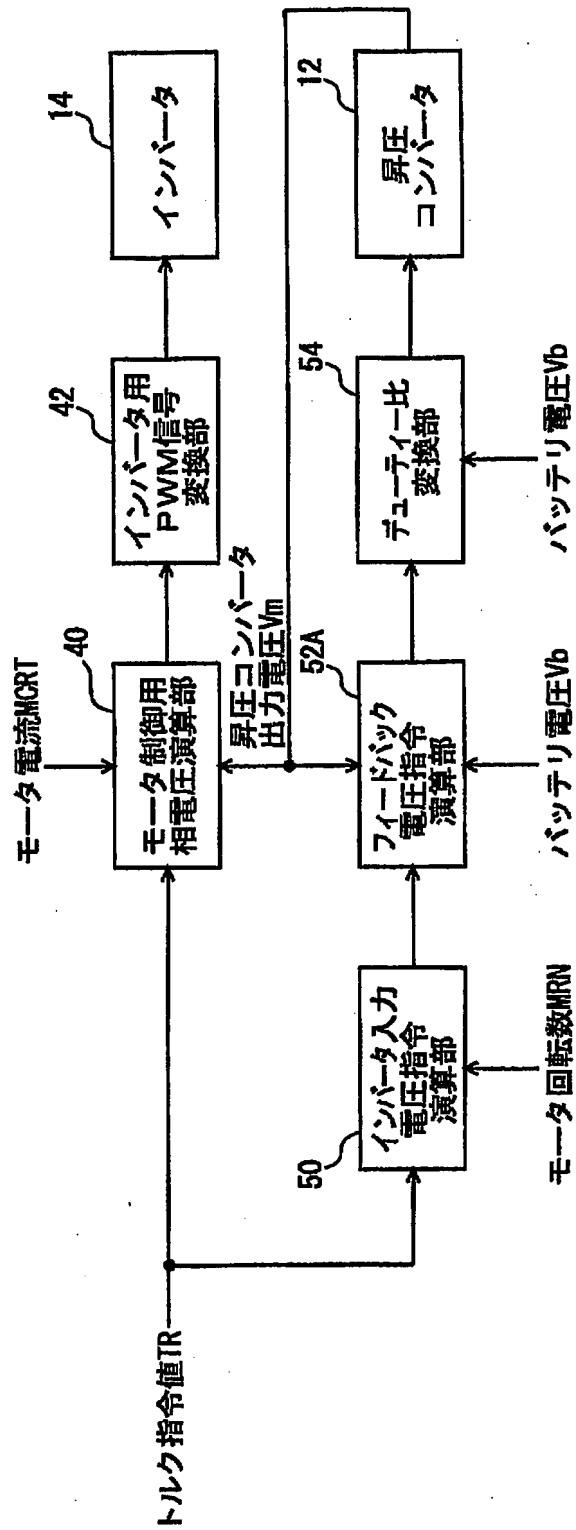 トルク指令値TR
モータ電流MCRT
40
モータ制御用
相電圧演算部
42
インバータ用
PWM信号
変換部
14
インバータ
昇圧コンバータ
出力電圧Vm
50
インバータ入力
電圧指令
演算部
モータ回転数MRN
52A
フィードバック
電圧指令
演算部
バッテリ電圧Vb
54
デューティー比
変換部
バッテリ電圧Vb
12
昇圧
コンバータ